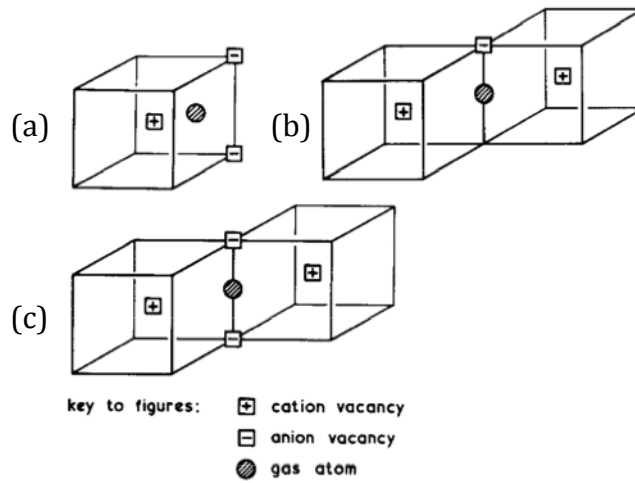 (a)
(b)
(c)
key to figures:
+ cation vacancy
− anion vacancy
gas atom